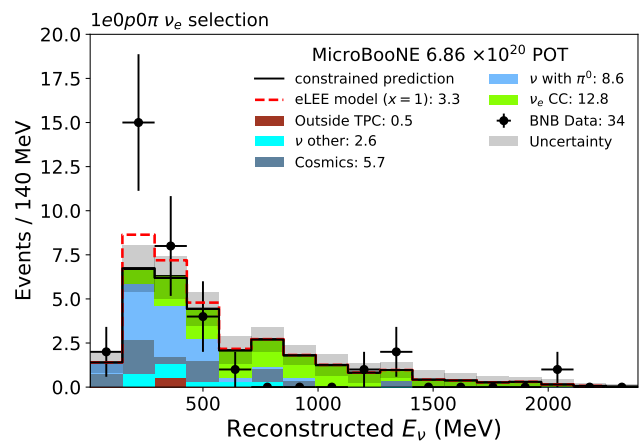 1e0p0π νe selection
MicroBooNE 6.86 ×10²⁰ POT
constrained prediction
eLEE model (x = 1): 3.3
Outside TPC: 0.5
ν other: 2.6
Cosmics: 5.7
ν with π⁰: 8.6
νe CC: 12.8
BNB Data: 34
Uncertainty
Events / 140 MeV
20.0
17.5
15.0
12.5
10.0
7.5
5.0
2.5
0.0
500
1000
1500
2000
Reconstructed Eν (MeV)